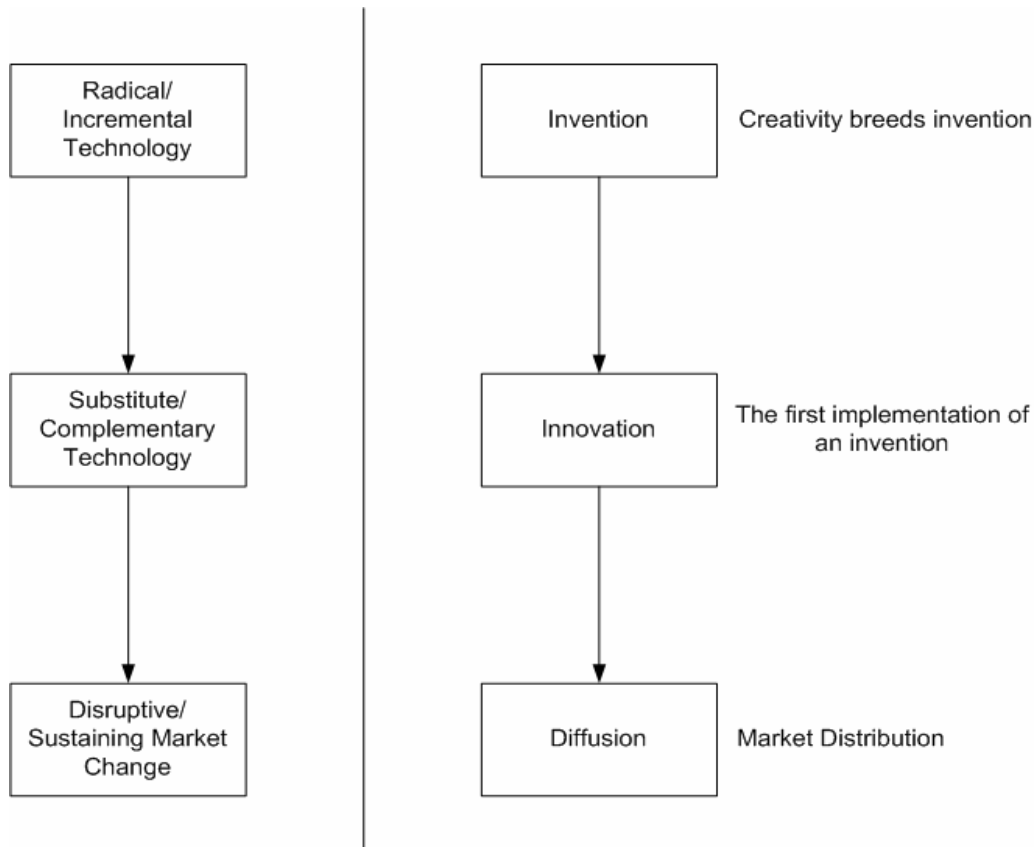 Radical/
Incremental
Technology
Invention
Creativity breeds invention
Substitute/
Complementary
Technology
Innovation
The first implementation of
an invention
Disruptive/
Sustaining Market
Change
Diffusion
Market Distribution